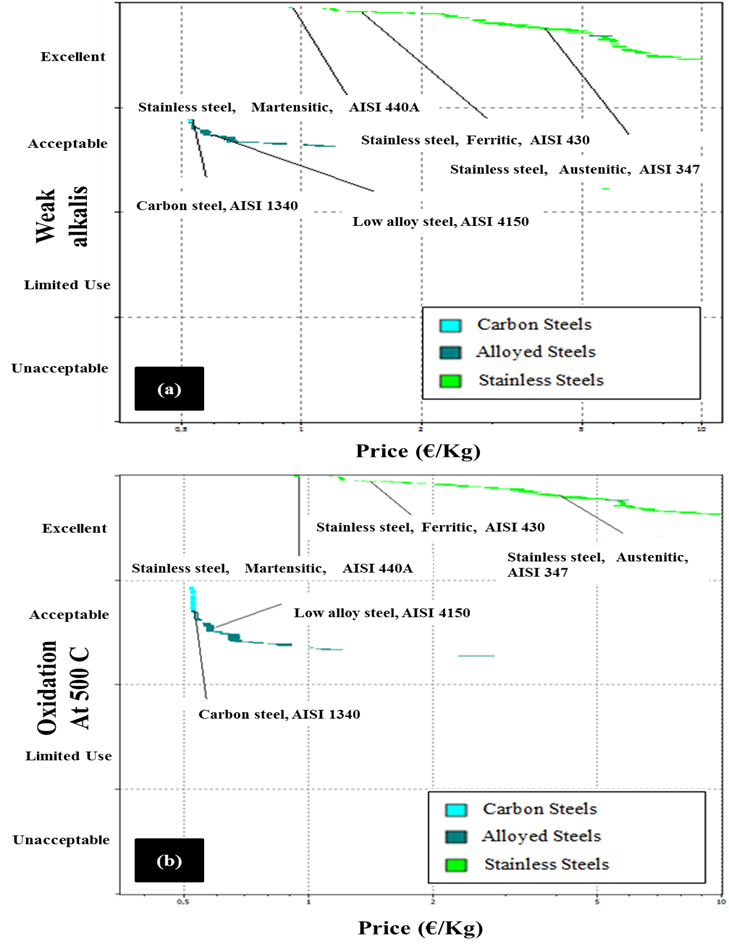 Excellent
Stainless steel, Martensitic, AISI 440A
Acceptable
Stainless steel, Ferritic, AISI 430
Stainless steel, Austenitic, AISI 347
Carbon steel, AISI 1340
Low alloy steel, AISI 4150
Weak
alkalis
Limited Use
Carbon Steels
Alloyed Steels
Stainless Steels
Unacceptable
(a)
0.5 1 2 5 10
Price (€/Kg)
Excellent
Stainless steel, Ferritic, AISI 430
Stainless steel, Austenitic,
AISI 347
Stainless steel, Martensitic, AISI 440A
Acceptable
Low alloy steel, AISI 4150
Carbon steel, AISI 1340
Oxidation
At 500 C
Limited Use
Carbon Steels
Alloyed Steels
Stainless Steels
Unacceptable
(b)
0.5 1 2 5 10
Price (€/Kg)